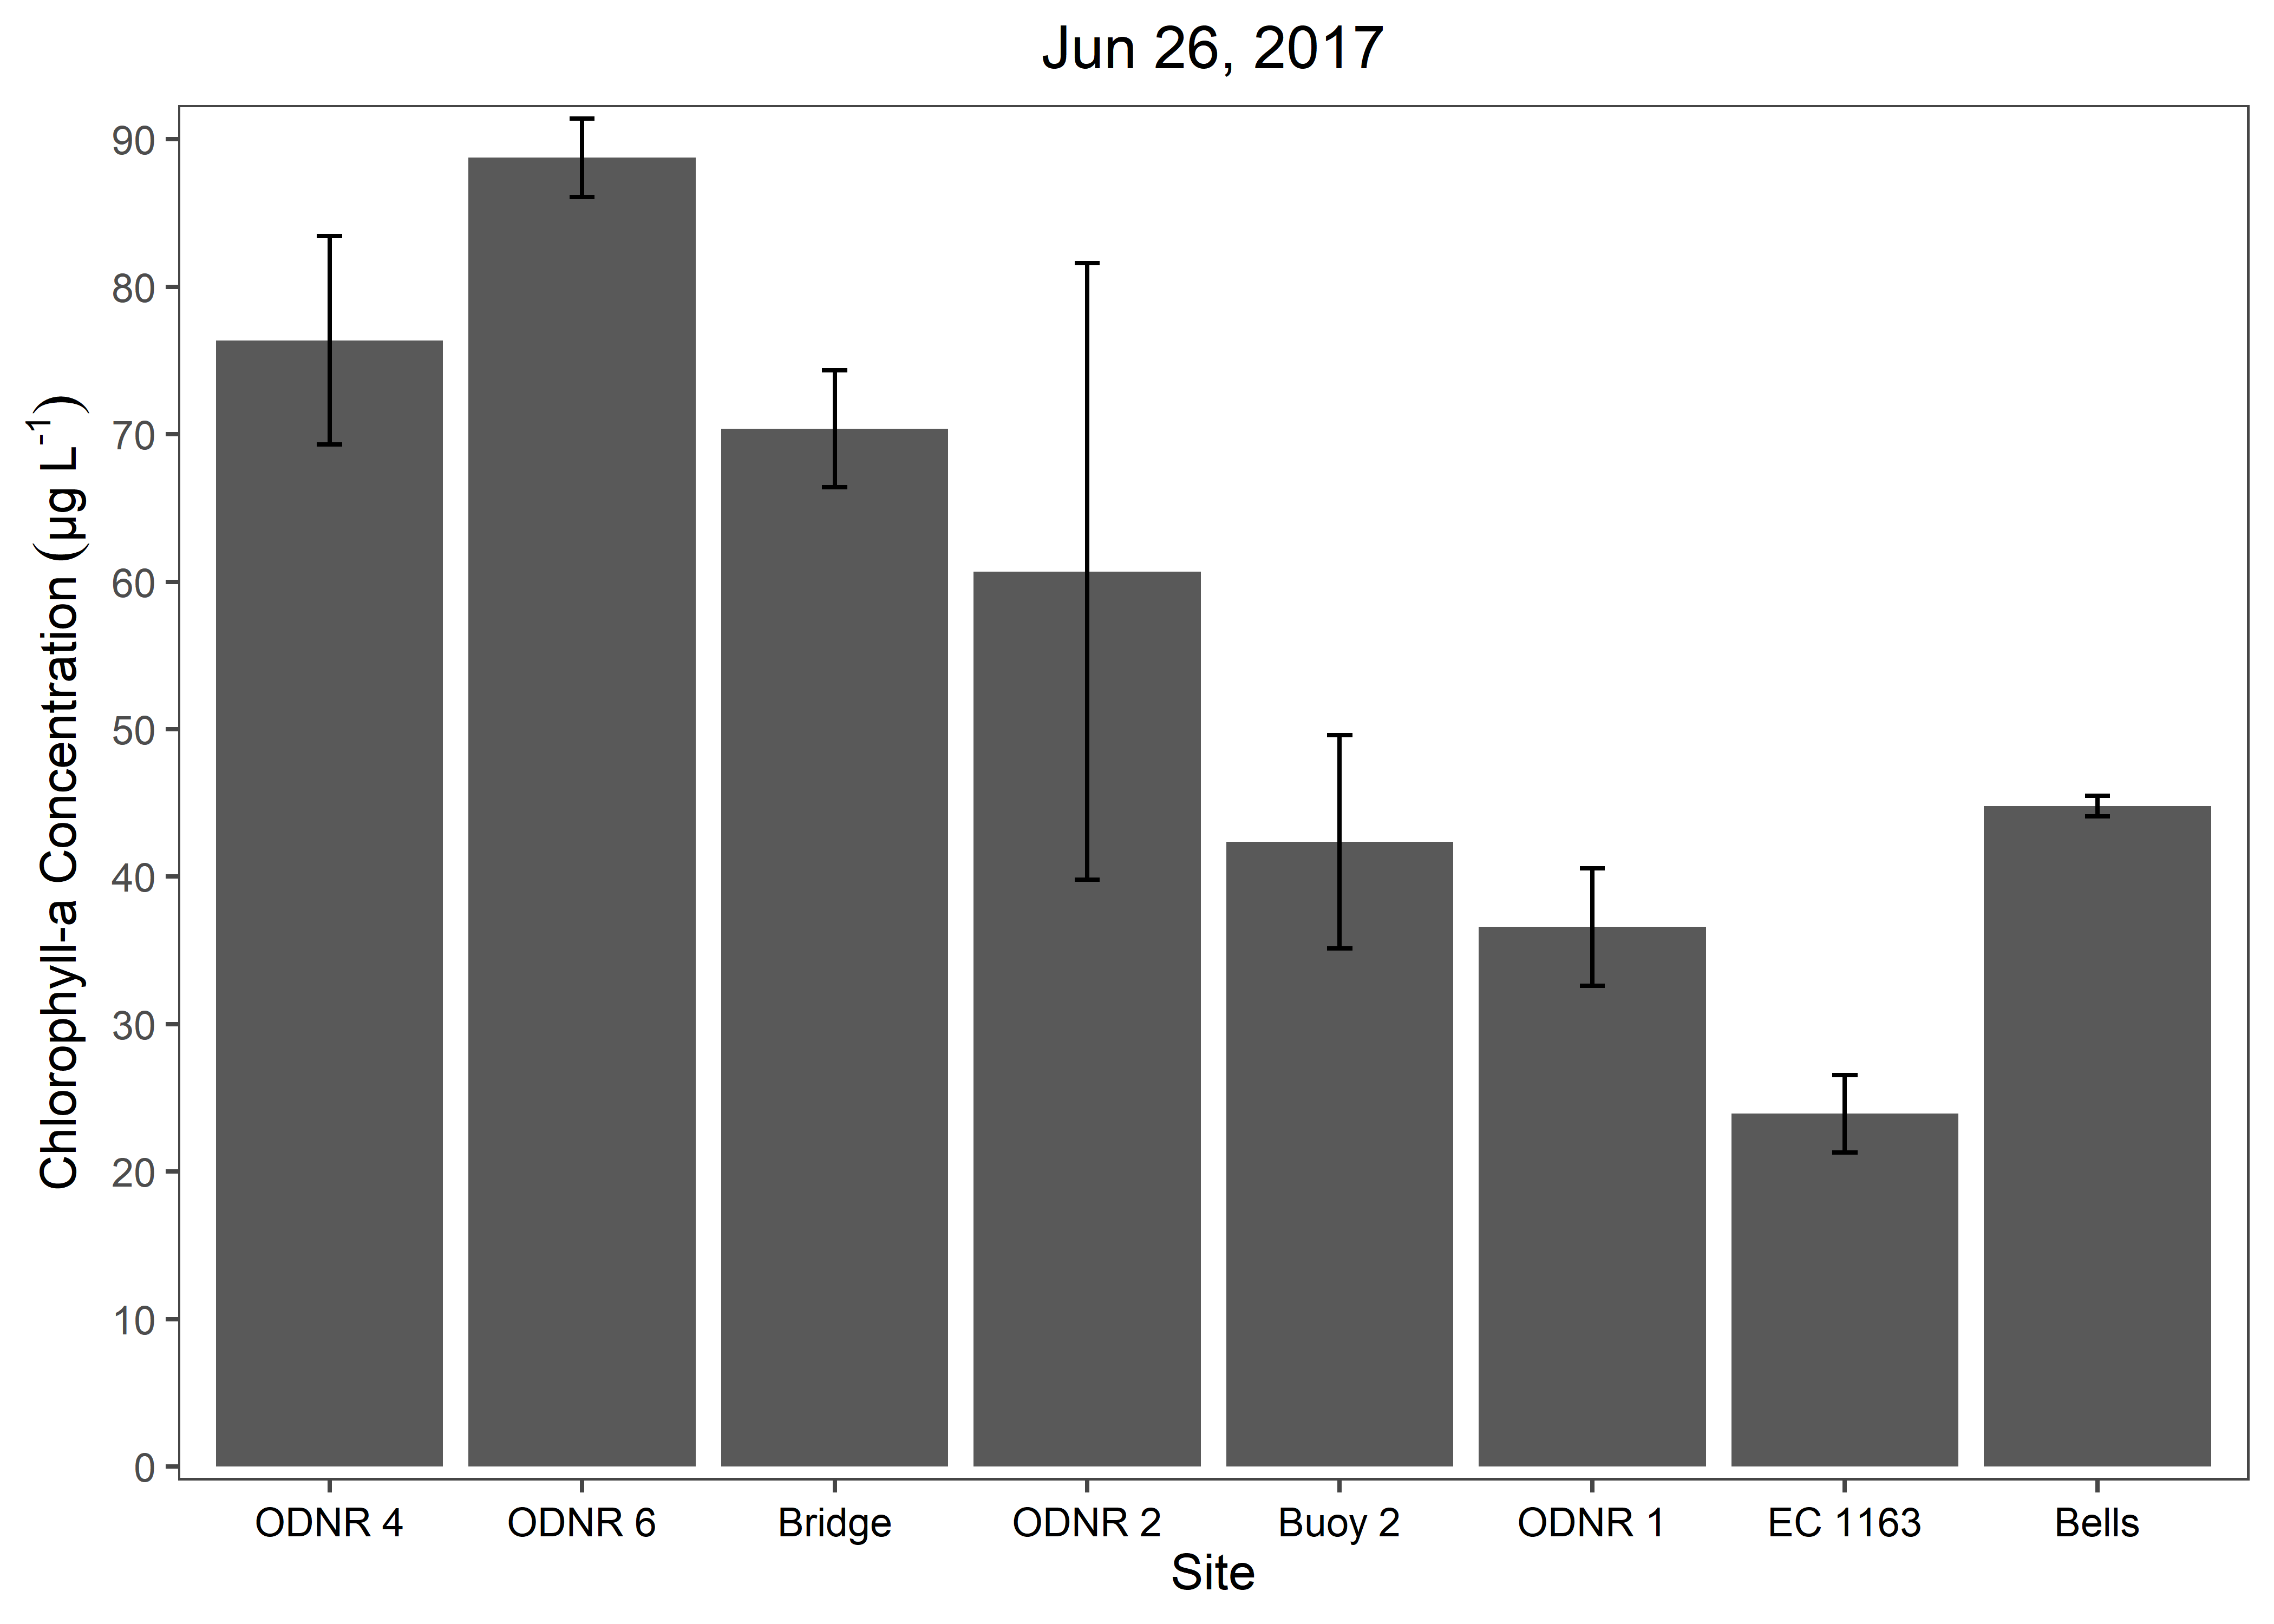 Jun 26, 2017
Chlorophyll-a Concentration (µg L⁻¹)
90
80
70
60
50
40
30
20
10
0
ODNR 4 ODNR 6 Bridge ODNR 2 Buoy 2 ODNR 1 EC 1163 Bells
Site